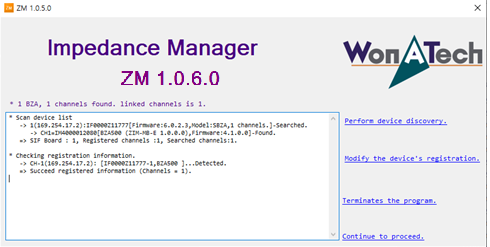 ZM ZM 1.0.5.0
Impedance Manager
ZM 1.0.6.0
WonATech
* 1 BZA, 1 channels found. linked channels is 1.
* Scan device list
-> 1(169.254.17.2):IF0000Z11777[Firmware:6.0.2.3,Model:SBZA,1 channels.]-Searched.
-> CH1=IM4000012080[BZA500 (ZIM-MB-E 1.0.0.0),Firmware:4.1.0.0]-Found.
=> SIF Board : 1, Registered channels :1, Searched channels:1.
* Checking registration information.
-> CH-1(169.254.17.2): [IF0000Z11777-1,BZA500 ]...Detected.
=> Succeed registered information (Channels = 1).
Perform device discovery.
Modify the device's registration.
Terminates the program.
Continue to proceed.